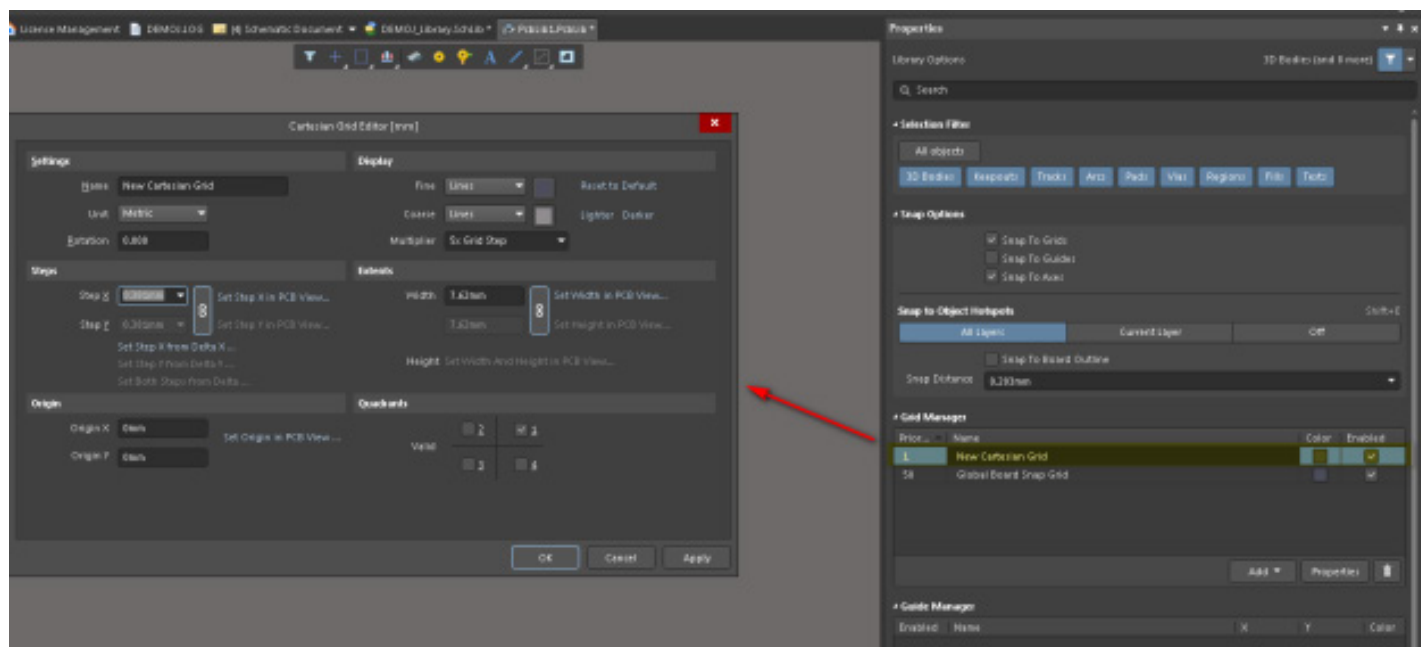 License Management DEMO1.LOG [4] Schematic Document DEMO1_Library.SchLib * PcbLib1.PcbLib *
A
Cartesian Grid Editor [mm]
Settings
Display
Name New Cartesian Grid
Fine Lines Reset to Default
Unit Metric
Coarse Lines Lighter Darker
Rotation 0.000
Multiplier 5x Grid Step
Steps
Extents
Step X Set Step X in PCB View...
Width 7.62mm Set Width in PCB View...
Step Y Set Step Y in PCB View...
7.62mm Set Height in PCB View...
Set Step X from Delta X ...
Set Step Y from Delta Y ...
Height Set Width And Height in PCB View...
Set Both Steps from Delta ...
Origin
Quadrants
Origin X 0mm Set Origin in PCB View ...
Origin Y 0mm
Valid
2 1
3 4
OK Cancel Apply
Properties
Library Options 3D Bodies (and 8 more)
Search
Selection Filter
All objects
3D Bodies Keepouts Tracks Arcs Pads Vias Regions Fills Texts
Snap Options
Snap To Grids
Snap To Guides
Snap To Axes
Snap to Object Hotspots Shift+E
All Layers Current Layer Off
Snap To Board Outline
Snap Distance 0.203mm
Grid Manager
Prior... Name Color Enabled
1 New Cartesian Grid
50 Global Board Snap Grid
Add Properties
Guide Manager
Enabled Name X Y Color